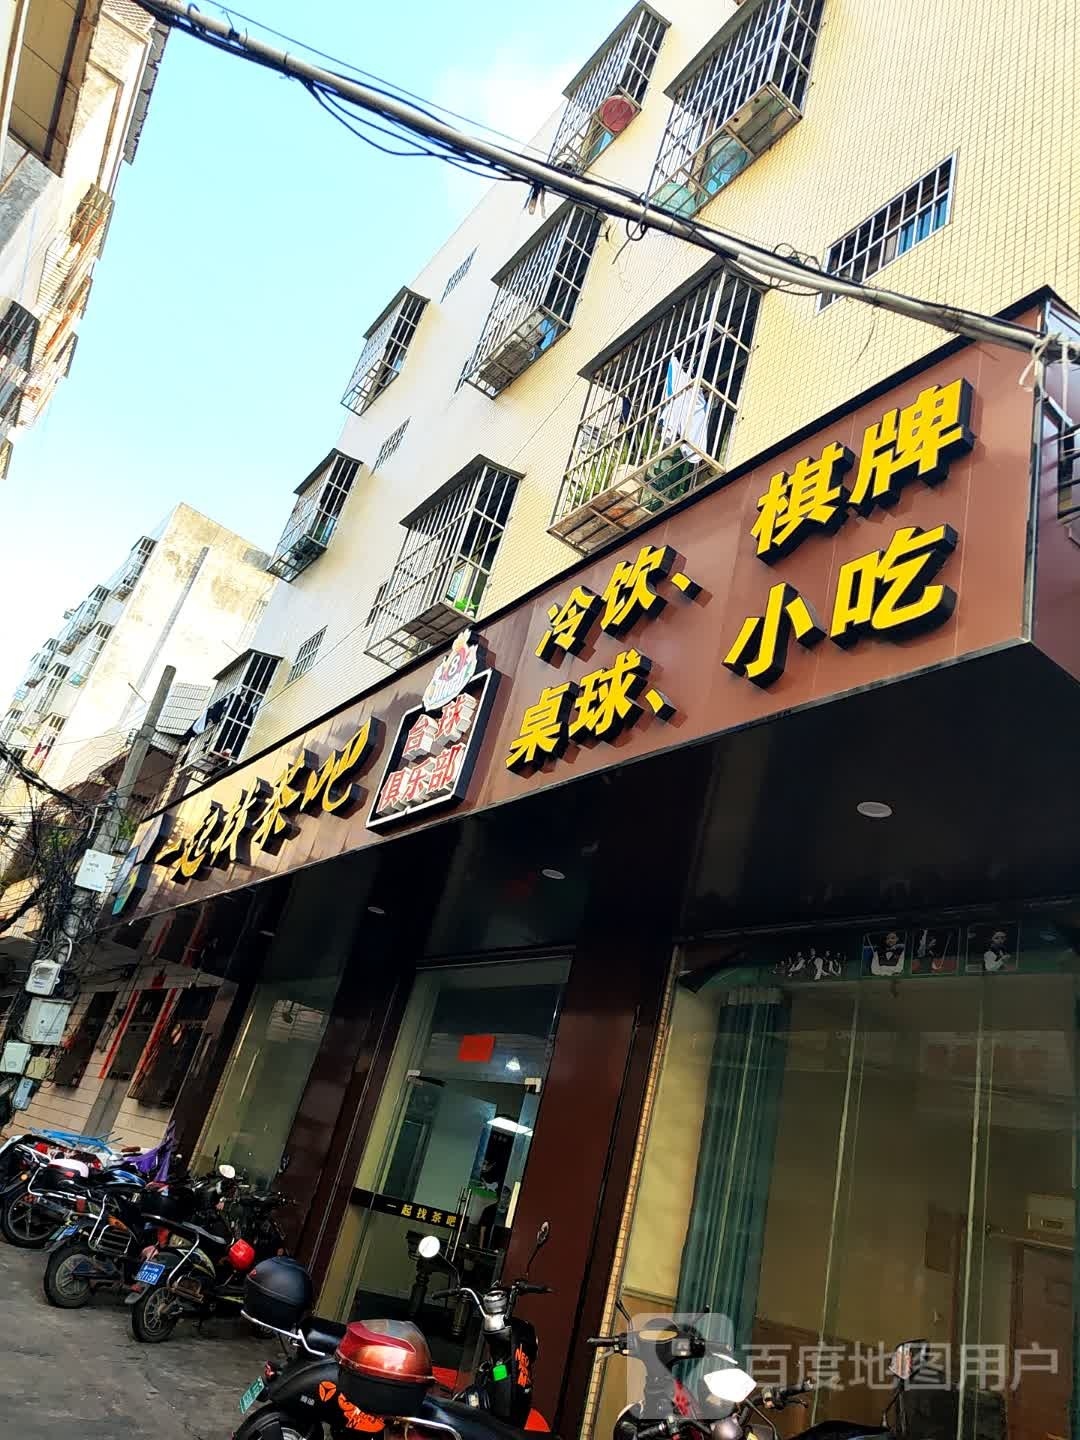 冷饮、棋牌
桌球、小吃
台球
俱乐部
一起找茶吧
一起找茶吧
百度地图用户